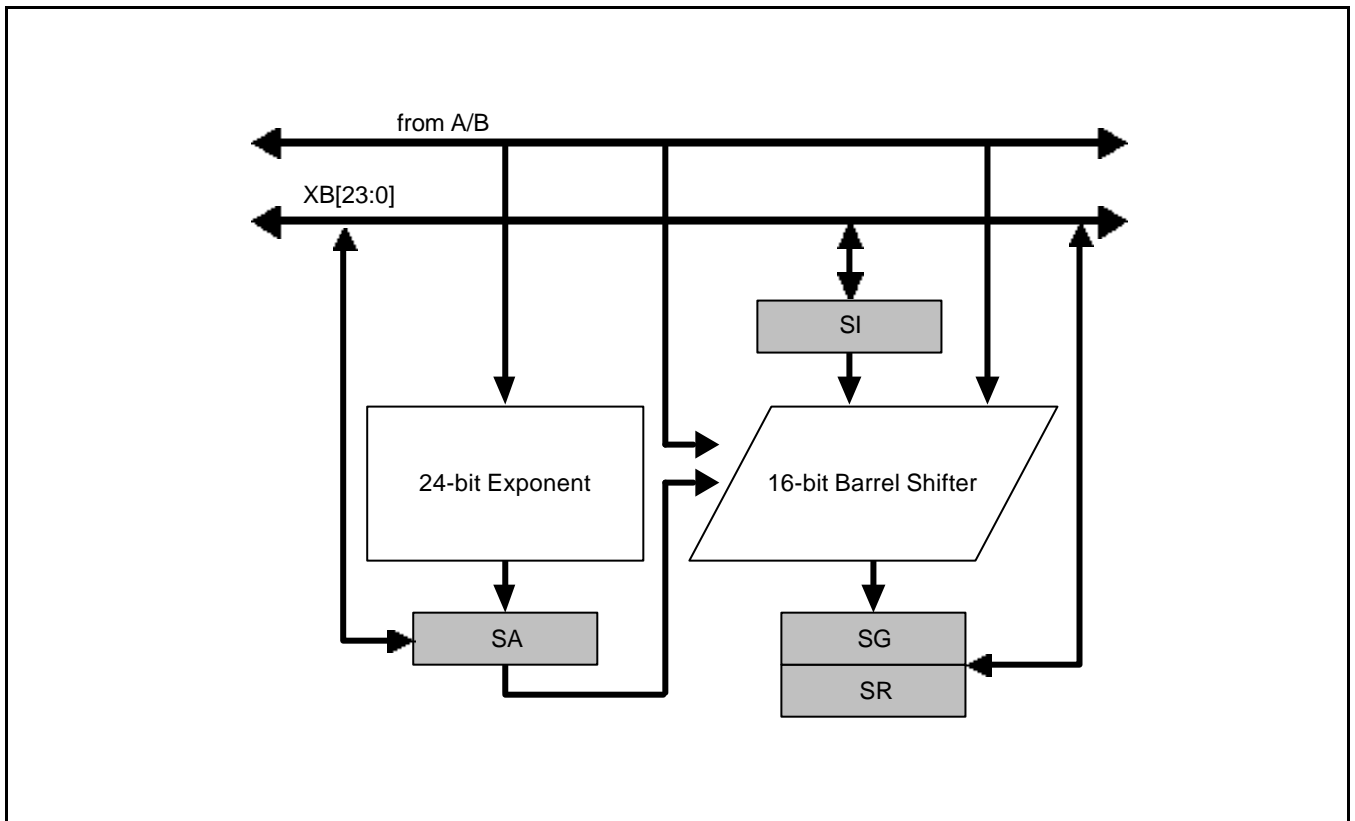 from A/B
XB[23:0]
SI
24-bit Exponent
16-bit Barrel Shifter
SA
SG
SR